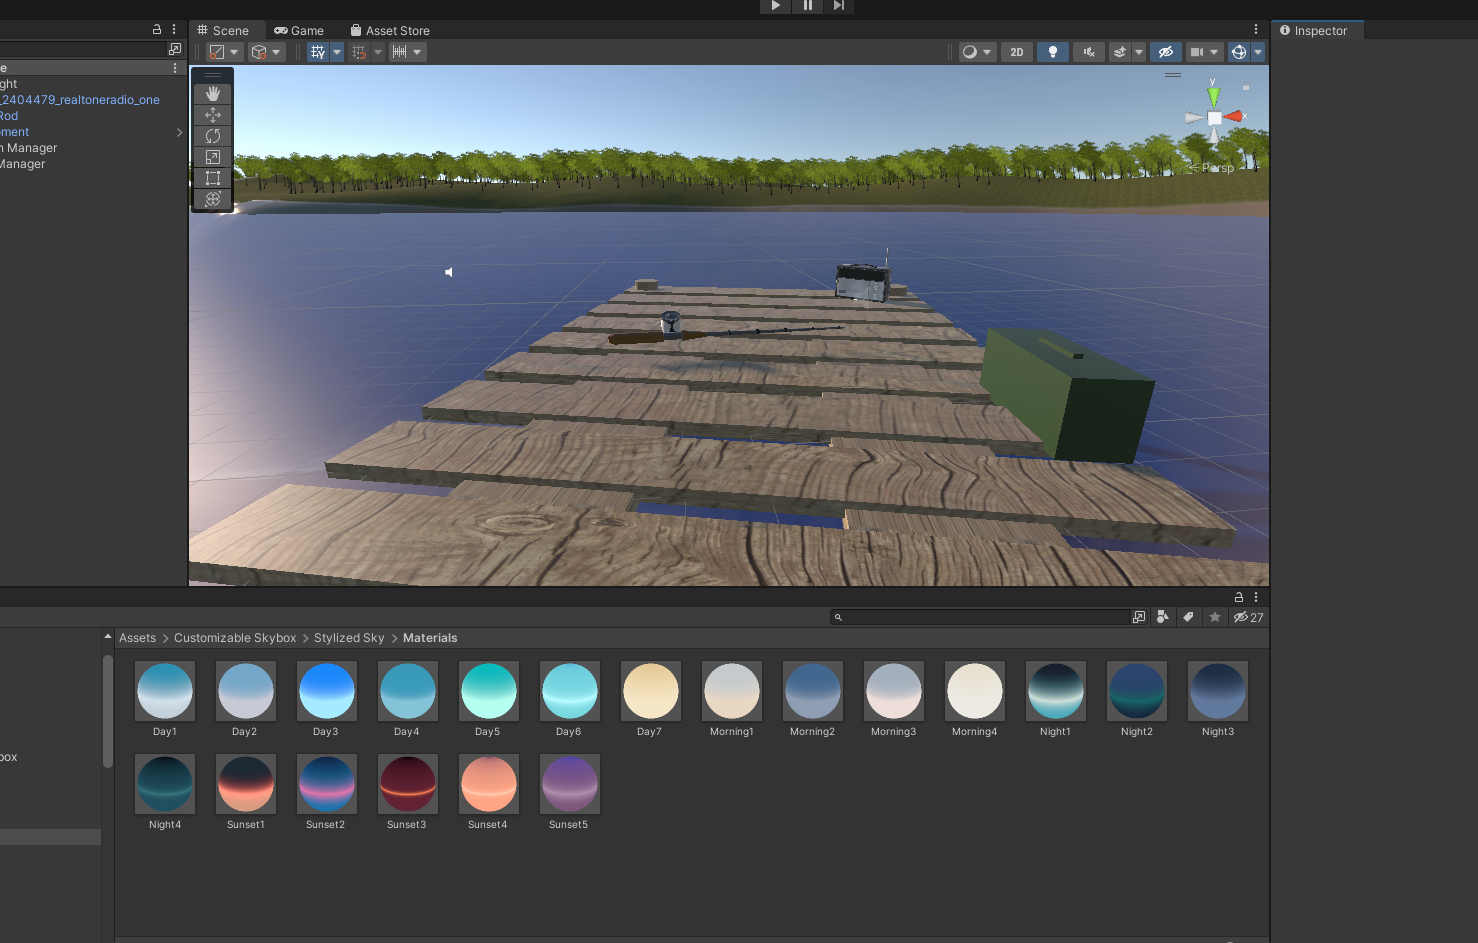 Scene
Game
Asset Store
Inspector
2D
e
ght
_2404479_realtoneradio_one
Rod
oment
n Manager
Manager
y
x
Persp
27
Assets > Customizable Skybox > Stylized Sky > Materials
Day1 Day2 Day3 Day4 Day5 Day6 Day7 Morning1 Morning2 Morning3 Morning4 Night1 Night2 Night3
box
Night4 Sunset1 Sunset2 Sunset3 Sunset4 Sunset5